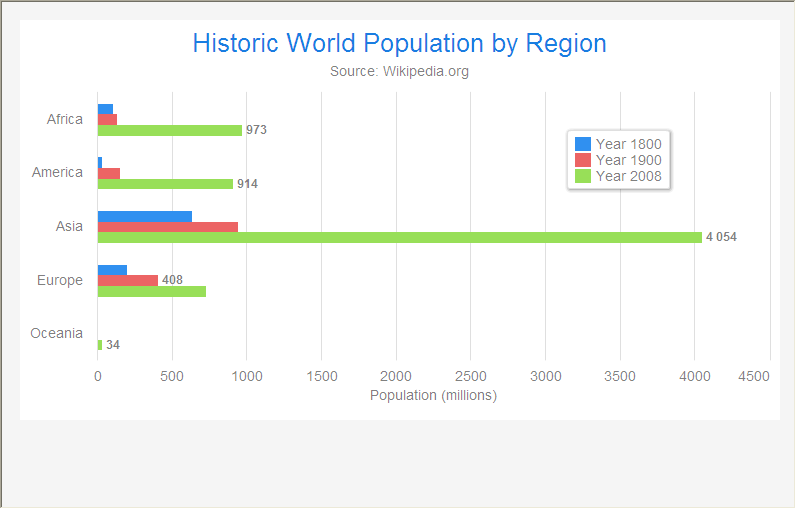 Historic World Population by Region
Source: Wikipedia.org
Africa
973
Year 1800
Year 1900
Year 2008
America
914
Asia
4 054
Europe
408
Oceania
34
0 500 1000 1500 2000 2500 3000 3500 4000 4500
Population (millions)